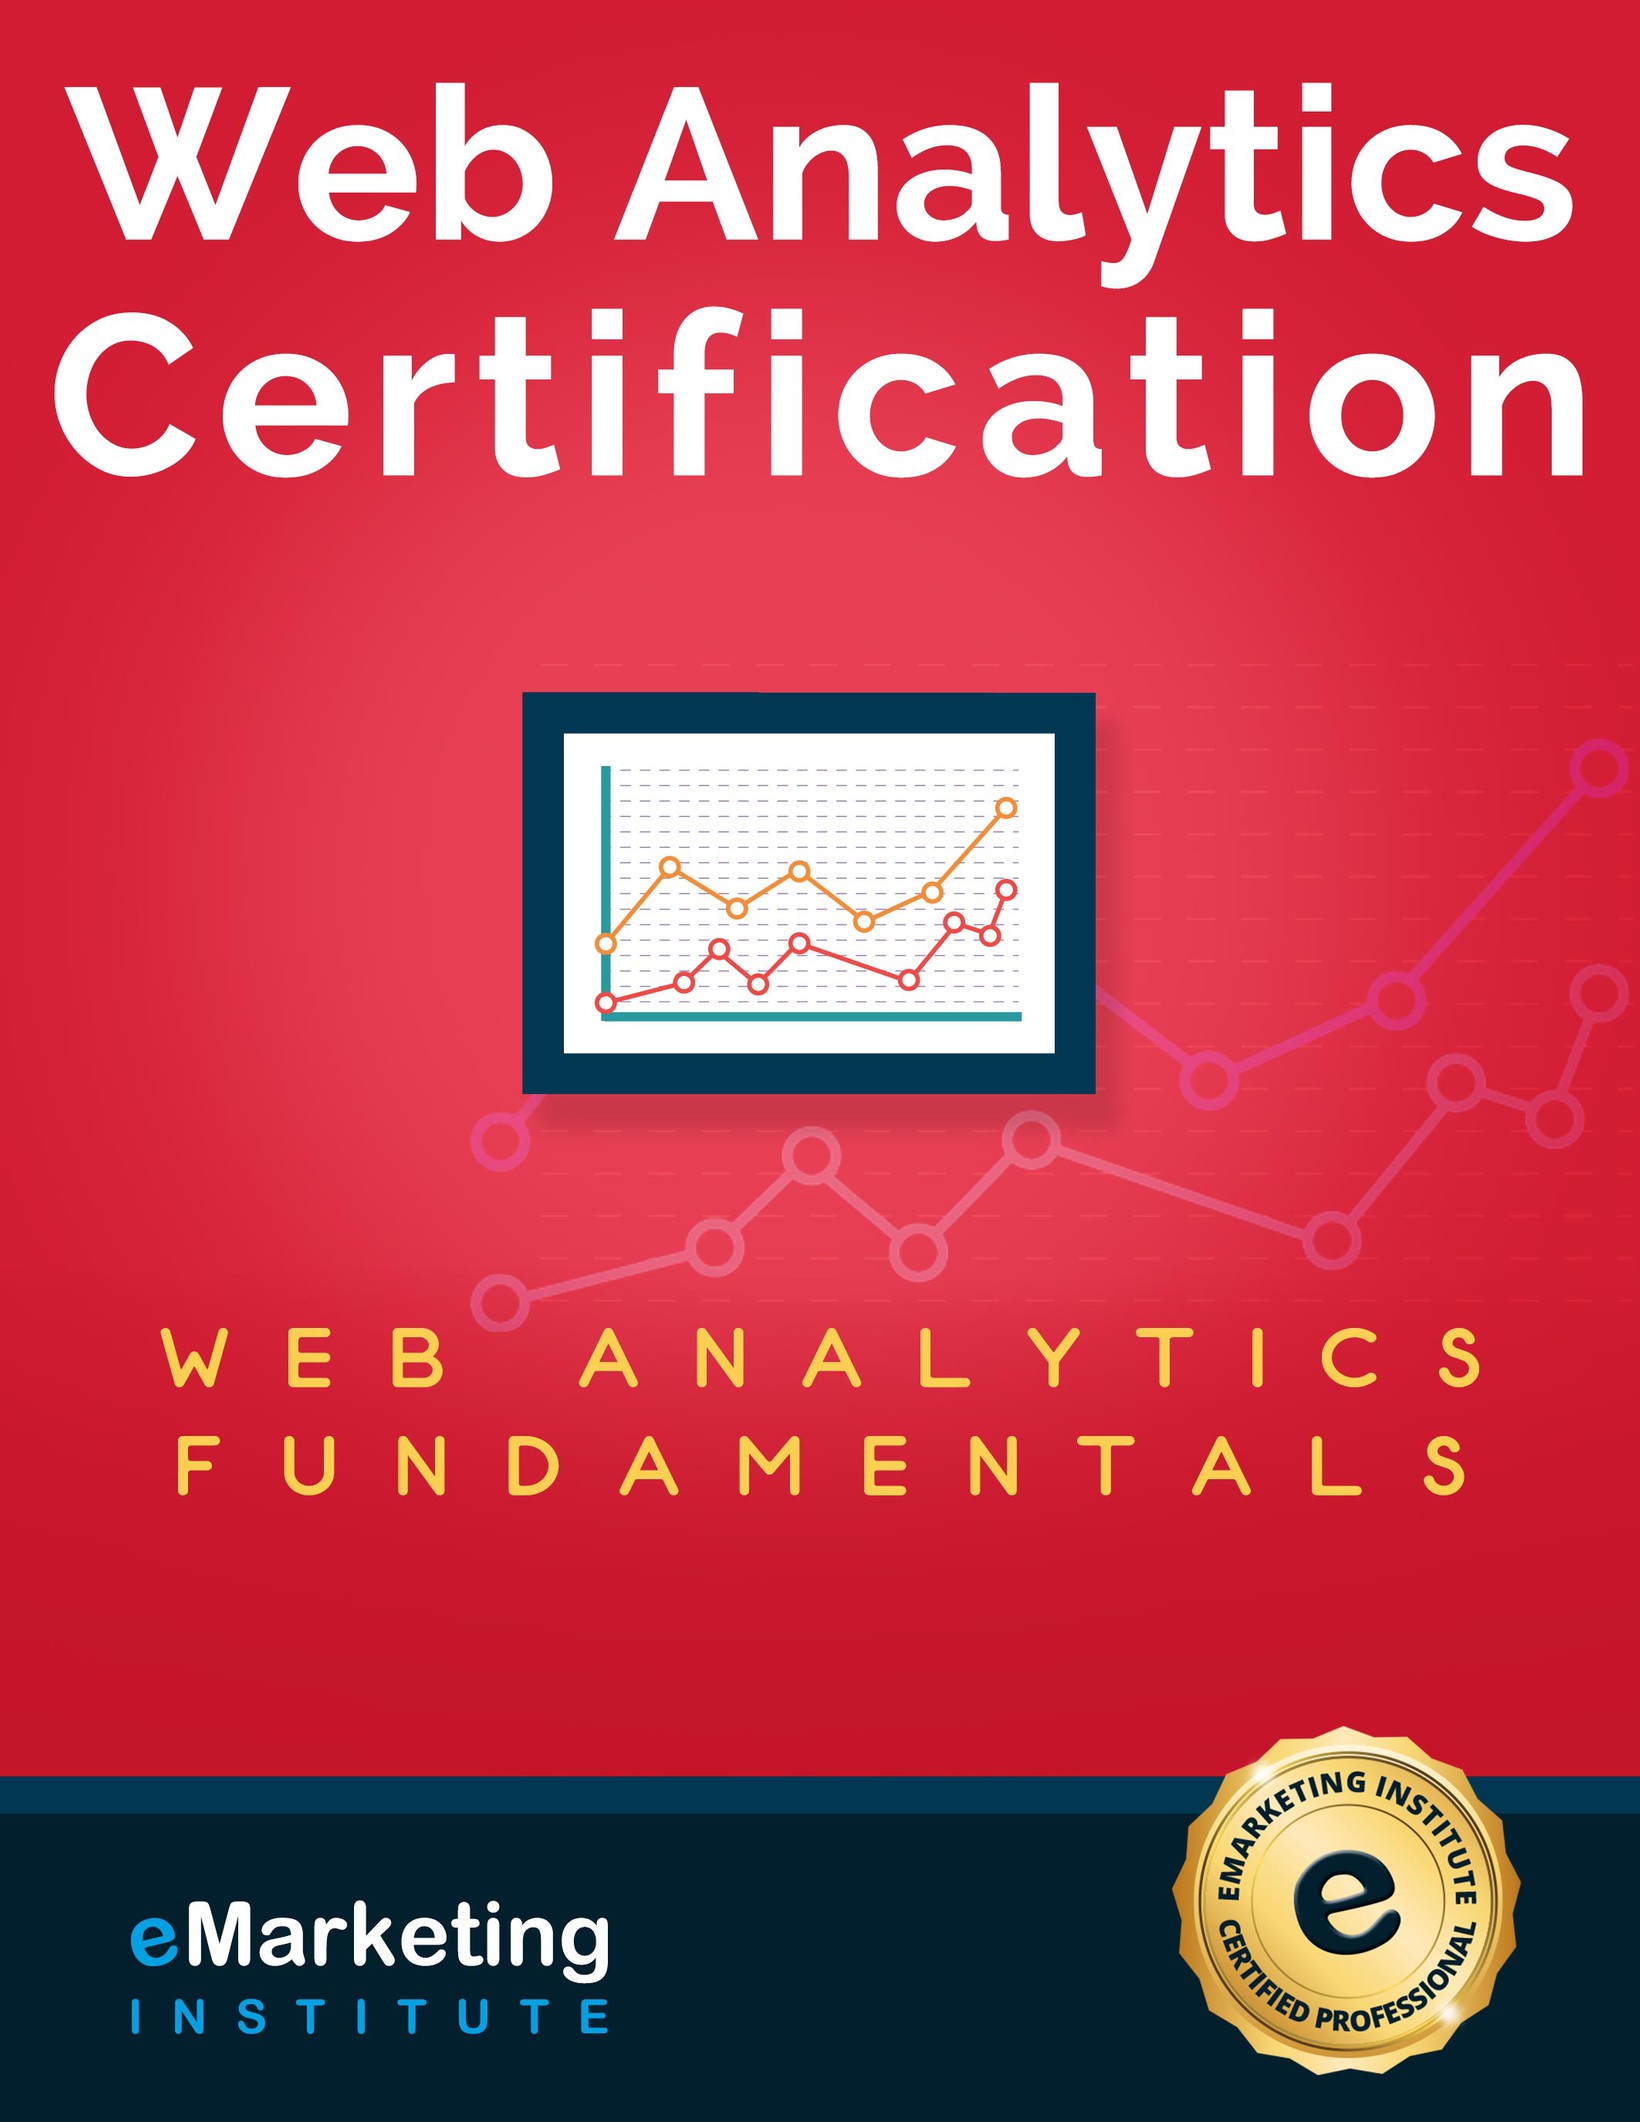 Web Analytics
Certification
WEB ANALYTICS
FUNDAMENTALS
eMarketing
INSTITUTE
EMARKETING INSTITUTE
e
CERTIFIED PROFESSIONAL